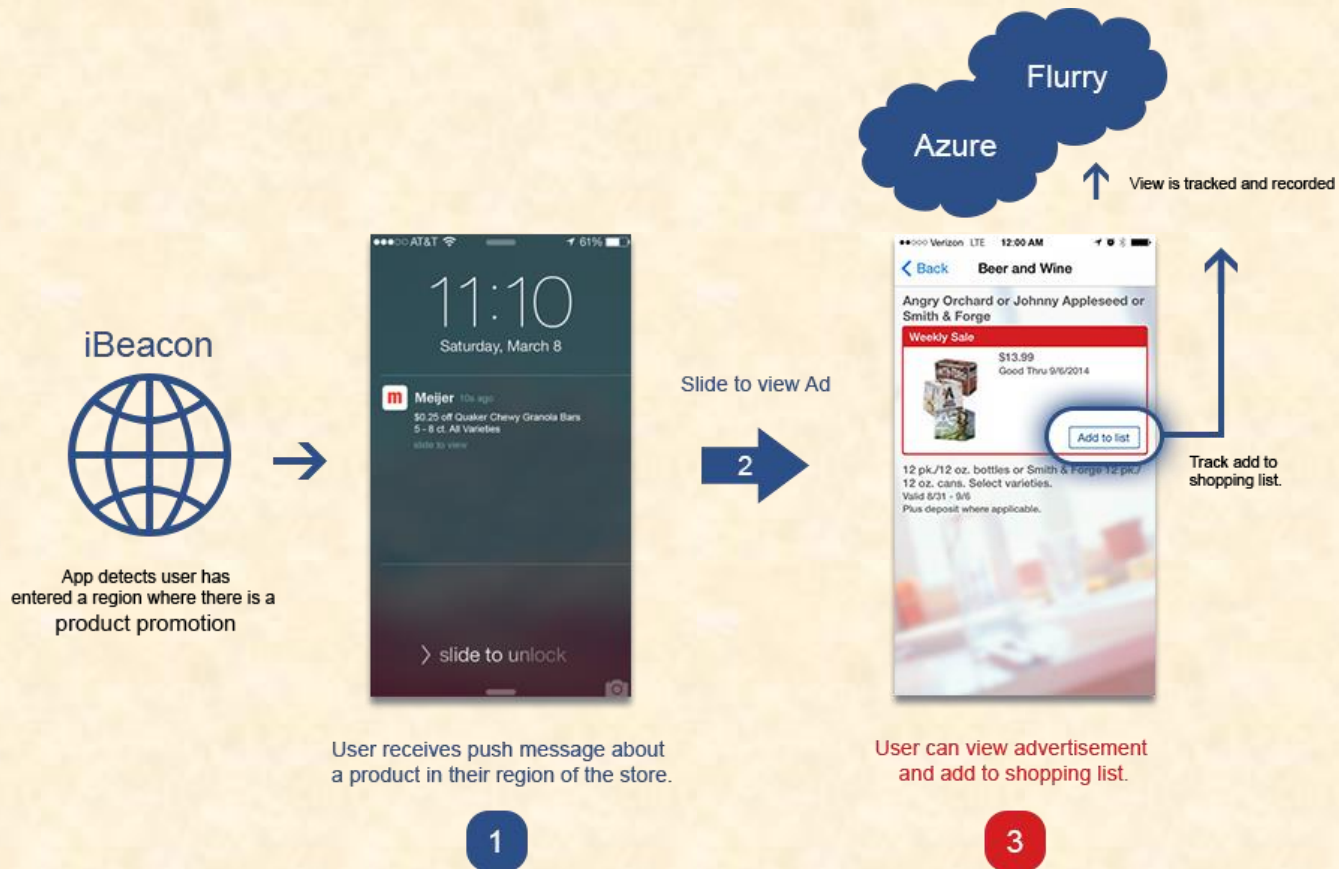 Flurry
Azure
View is tracked and recorded
iBeacon
App detects user has
entered a region where there is a
product promotion
AT&T
61%
11:10
Saturday, March 8
m
Meijer 10s ago
$0.25 off Quaker Chewy Granola Bars
5 - 8 ct. All Varieties
slide to view
> slide to unlock
User receives push message about
a product in their region of the store.
1
Slide to view Ad
2
Verizon LTE 12:00 AM
Back Beer and Wine
Angry Orchard or Johnny Appleseed or
Smith & Forge
Weekly Sale
$13.99
Good Thru 9/6/2014
Add to list
12 pk./12 oz. bottles or Smith & Forge 12 pk./
12 oz. cans. Select varieties.
Valid 8/31 - 9/6
Plus deposit where applicable.
Track add to
shopping list.
User can view advertisement
and add to shopping list.
3